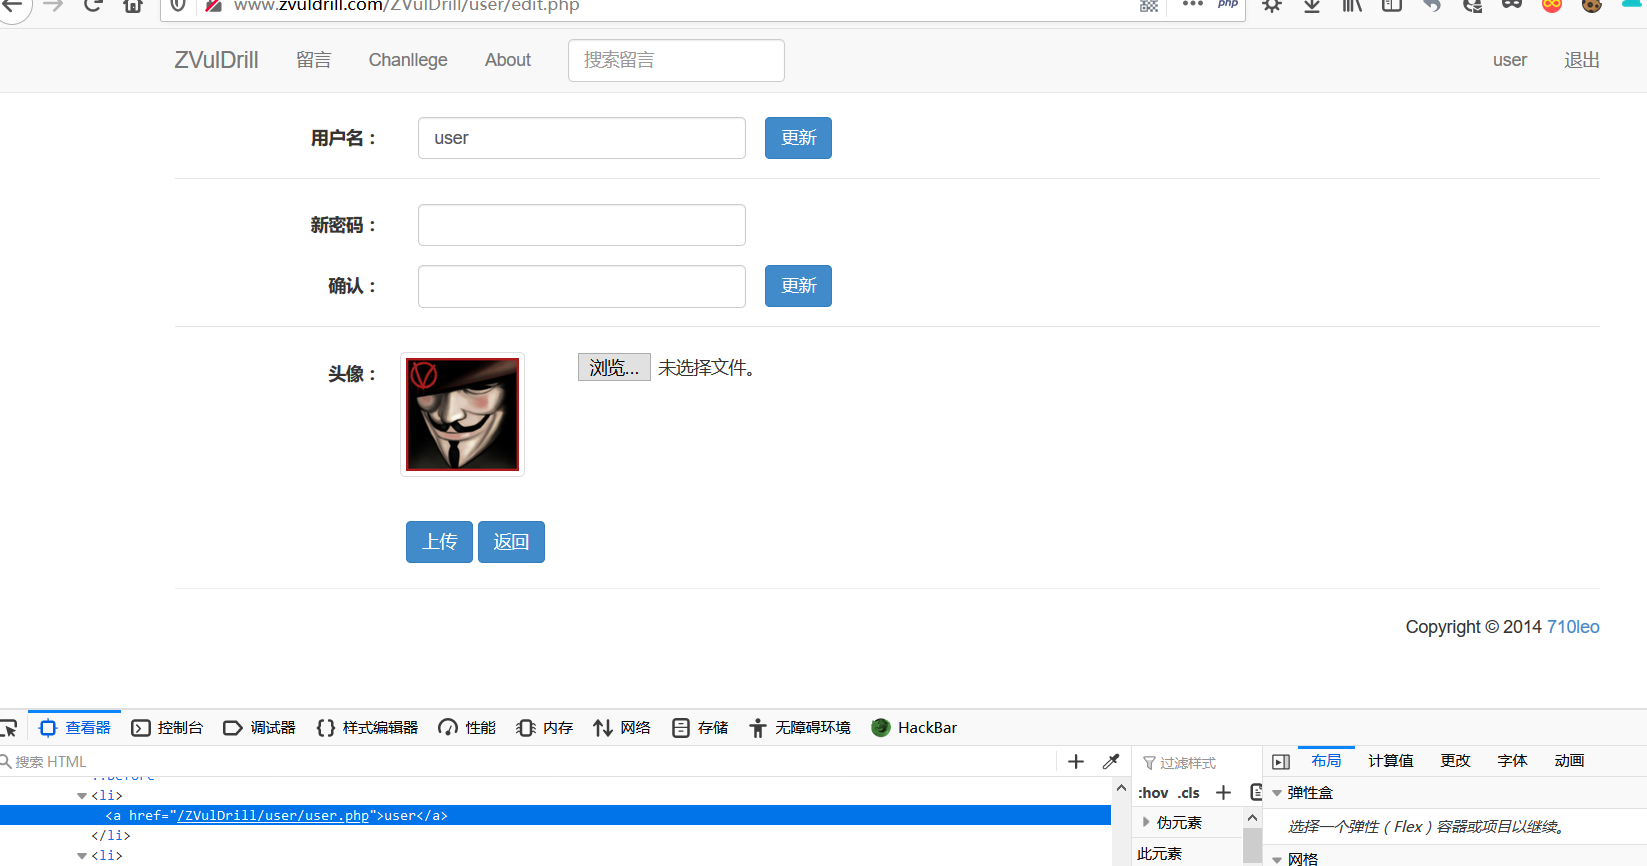 www.zvuldrill.com/ZVulDrill/user/edit.php php
ZVulDrill 留言 Chanllege About 搜索留言 user 退出
用户名： user 更新
新密码：
确认： 更新
头像： 浏览... 未选择文件。
上传 返回
Copyright © 2014 710leo
查看器 控制台 调试器 {} 样式编辑器 性能 内存 网络 存储 无障碍环境 HackBar
搜索 HTML + 过滤样式 布局 计算值 更改 字体 动画
::before
<li> :hov .cls + 弹性盒
<a href="/ZVulDrill/user/user.php">user</a> 伪元素 选择一个弹性（Flex）容器或项目以继续。
</li>
<li> 此元素 网格